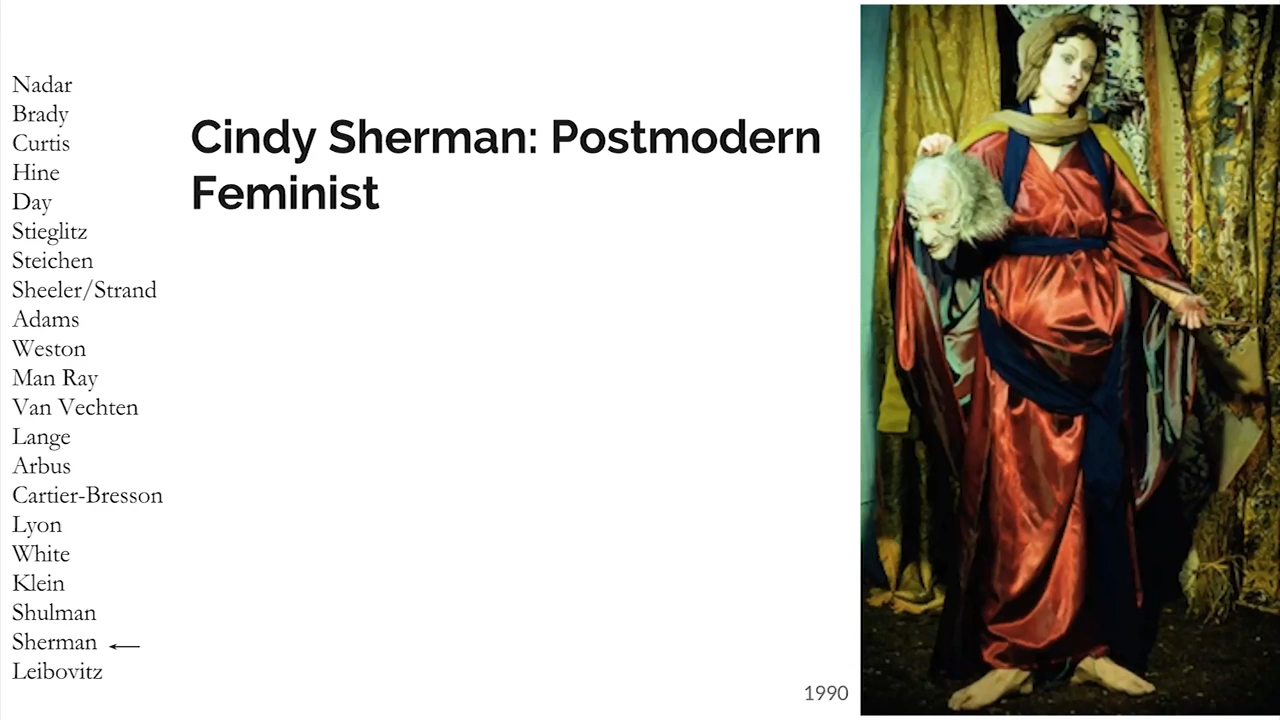 Nadar
Brady
Curtis
Hine
Day
Stieglitz
Steichen
Sheeler/Strand
Adams
Weston
Man Ray
Van Vechten
Lange
Arbus
Cartier-Bresson
Lyon
White
Klein
Shulman
Sherman
Leibovitz
Cindy Sherman: Postmodern
Feminist
1990